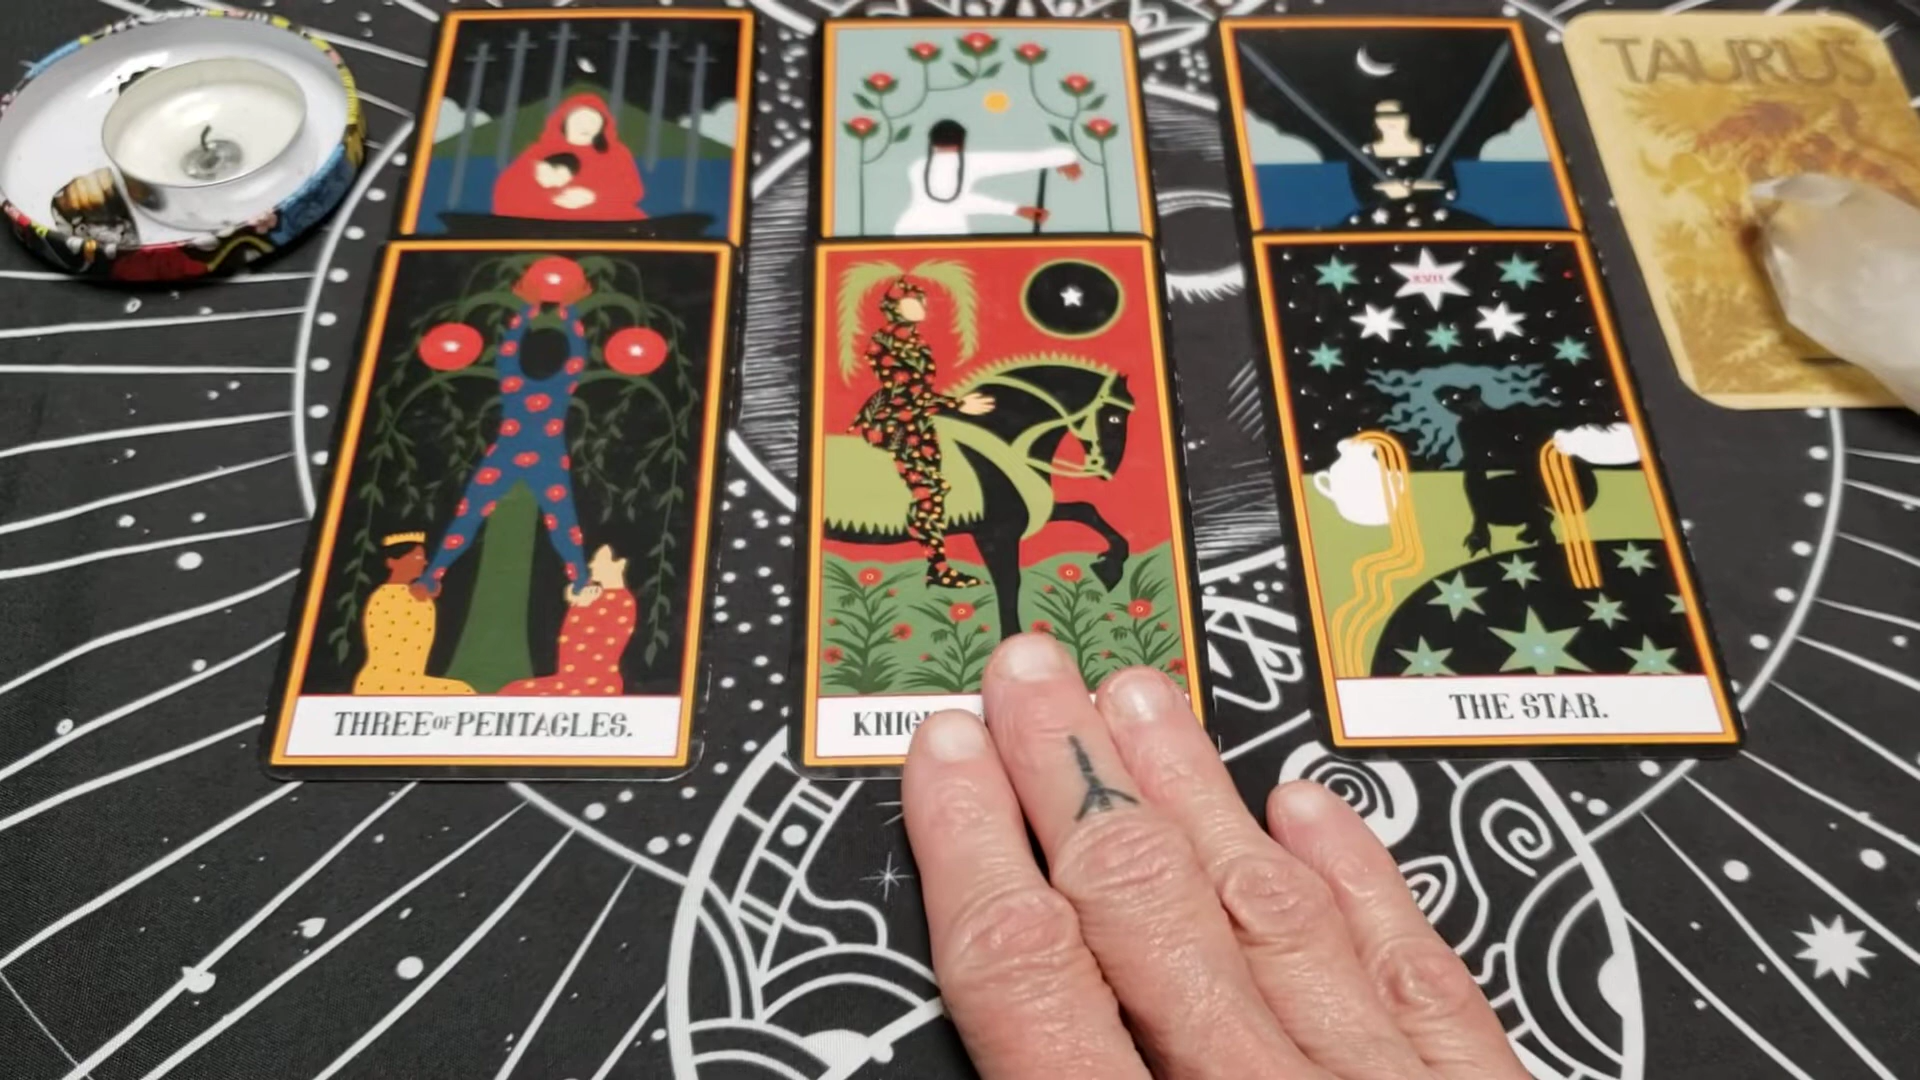 TAURUS
THREE OF PENTACLES.
KNIG
THE STAR.